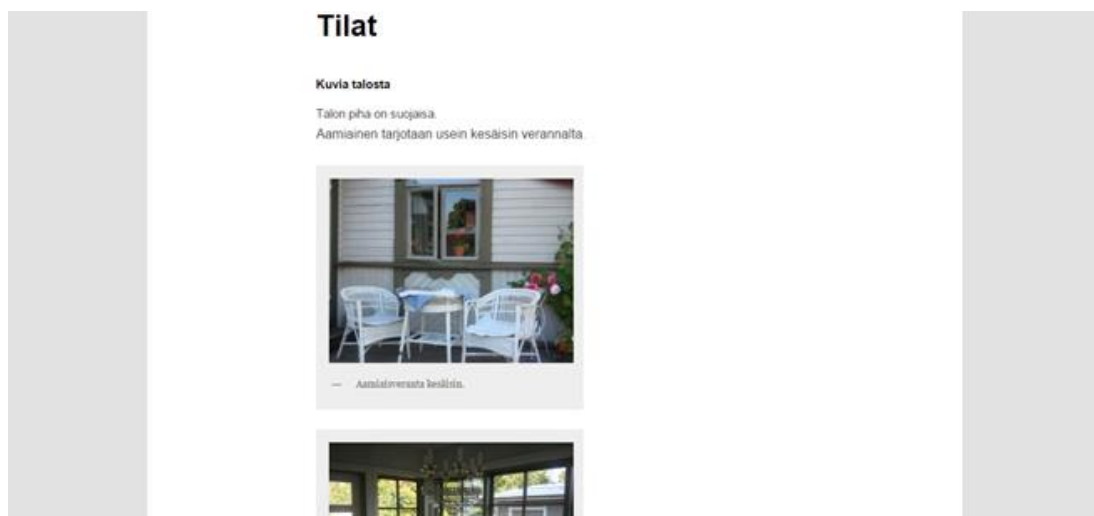 Tilat
Kuvia talosta
Talon piha on suojaisa.
Aamiainen tarjotaan usein kesäisin verannalta.
— Aamiaisveranta kesäisin.